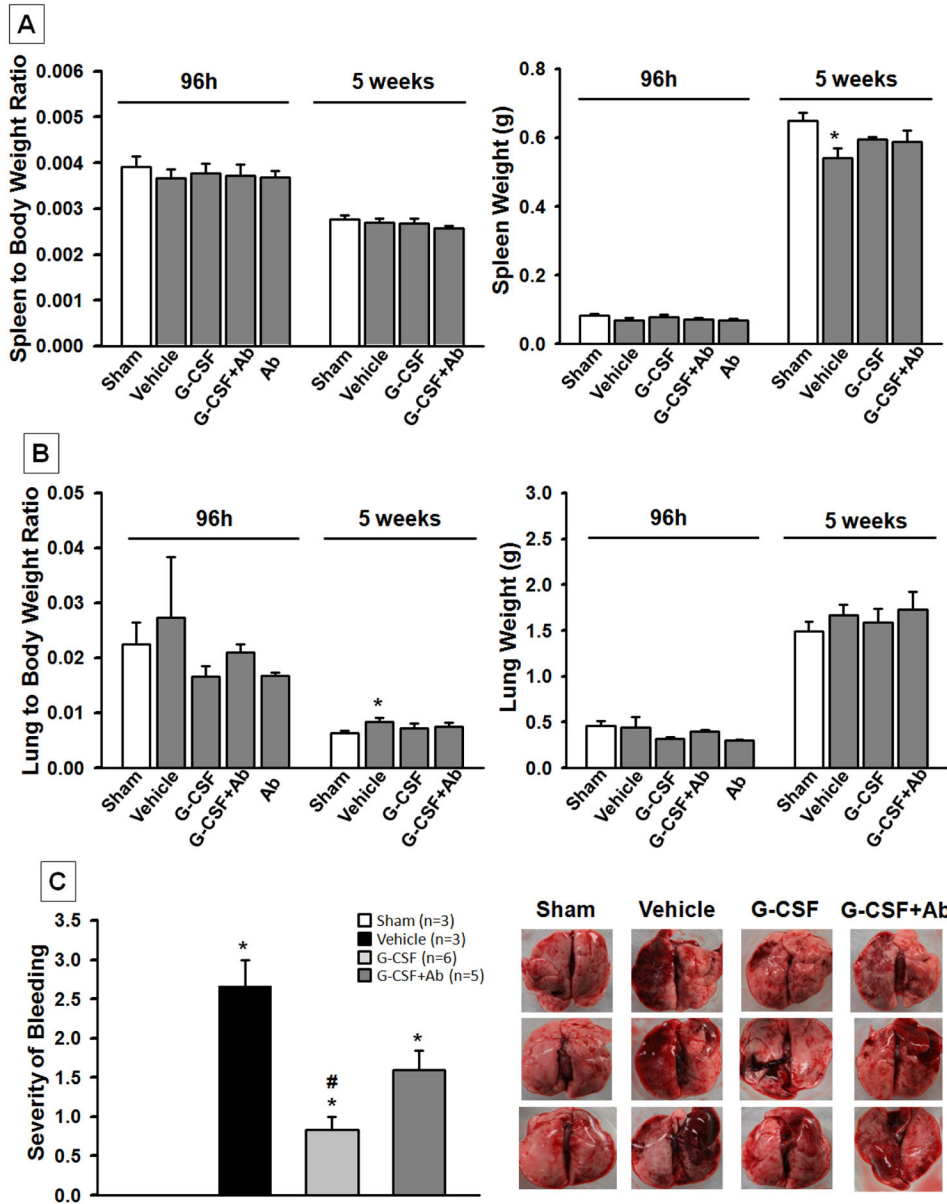 A
Spleen to Body Weight Ratio
0.006
0.005
0.004
0.003
0.002
0.001
0.000
96h
5 weeks
Sham
Vehicle
G-CSF
G-CSF+Ab
Ab
Sham
Vehicle
G-CSF
G-CSF+Ab
Spleen Weight (g)
0.8
0.6
0.4
0.2
0.0
96h
5 weeks
*
Sham
Vehicle
G-CSF
G-CSF+Ab
Ab
Sham
Vehicle
G-CSF
G-CSF+Ab
B
Lung to Body Weight Ratio
0.05
0.04
0.03
0.02
0.01
0.00
96h
5 weeks
*
Sham
Vehicle
G-CSF
G-CSF+Ab
Ab
Sham
Vehicle
G-CSF
G-CSF+Ab
Lung Weight (g)
3.0
2.5
2.0
1.5
1.0
0.5
0.0
96h
5 weeks
Sham
Vehicle
G-CSF
G-CSF+Ab
Ab
Sham
Vehicle
G-CSF
G-CSF+Ab
C
Severity of Bleeding
3.5
3.0
2.5
2.0
1.5
1.0
0.5
0.0
*
#
*
*
Sham (n=3)
Vehicle (n=3)
G-CSF (n=6)
G-CSF+Ab (n=5)
Sham Vehicle G-CSF G-CSF+Ab